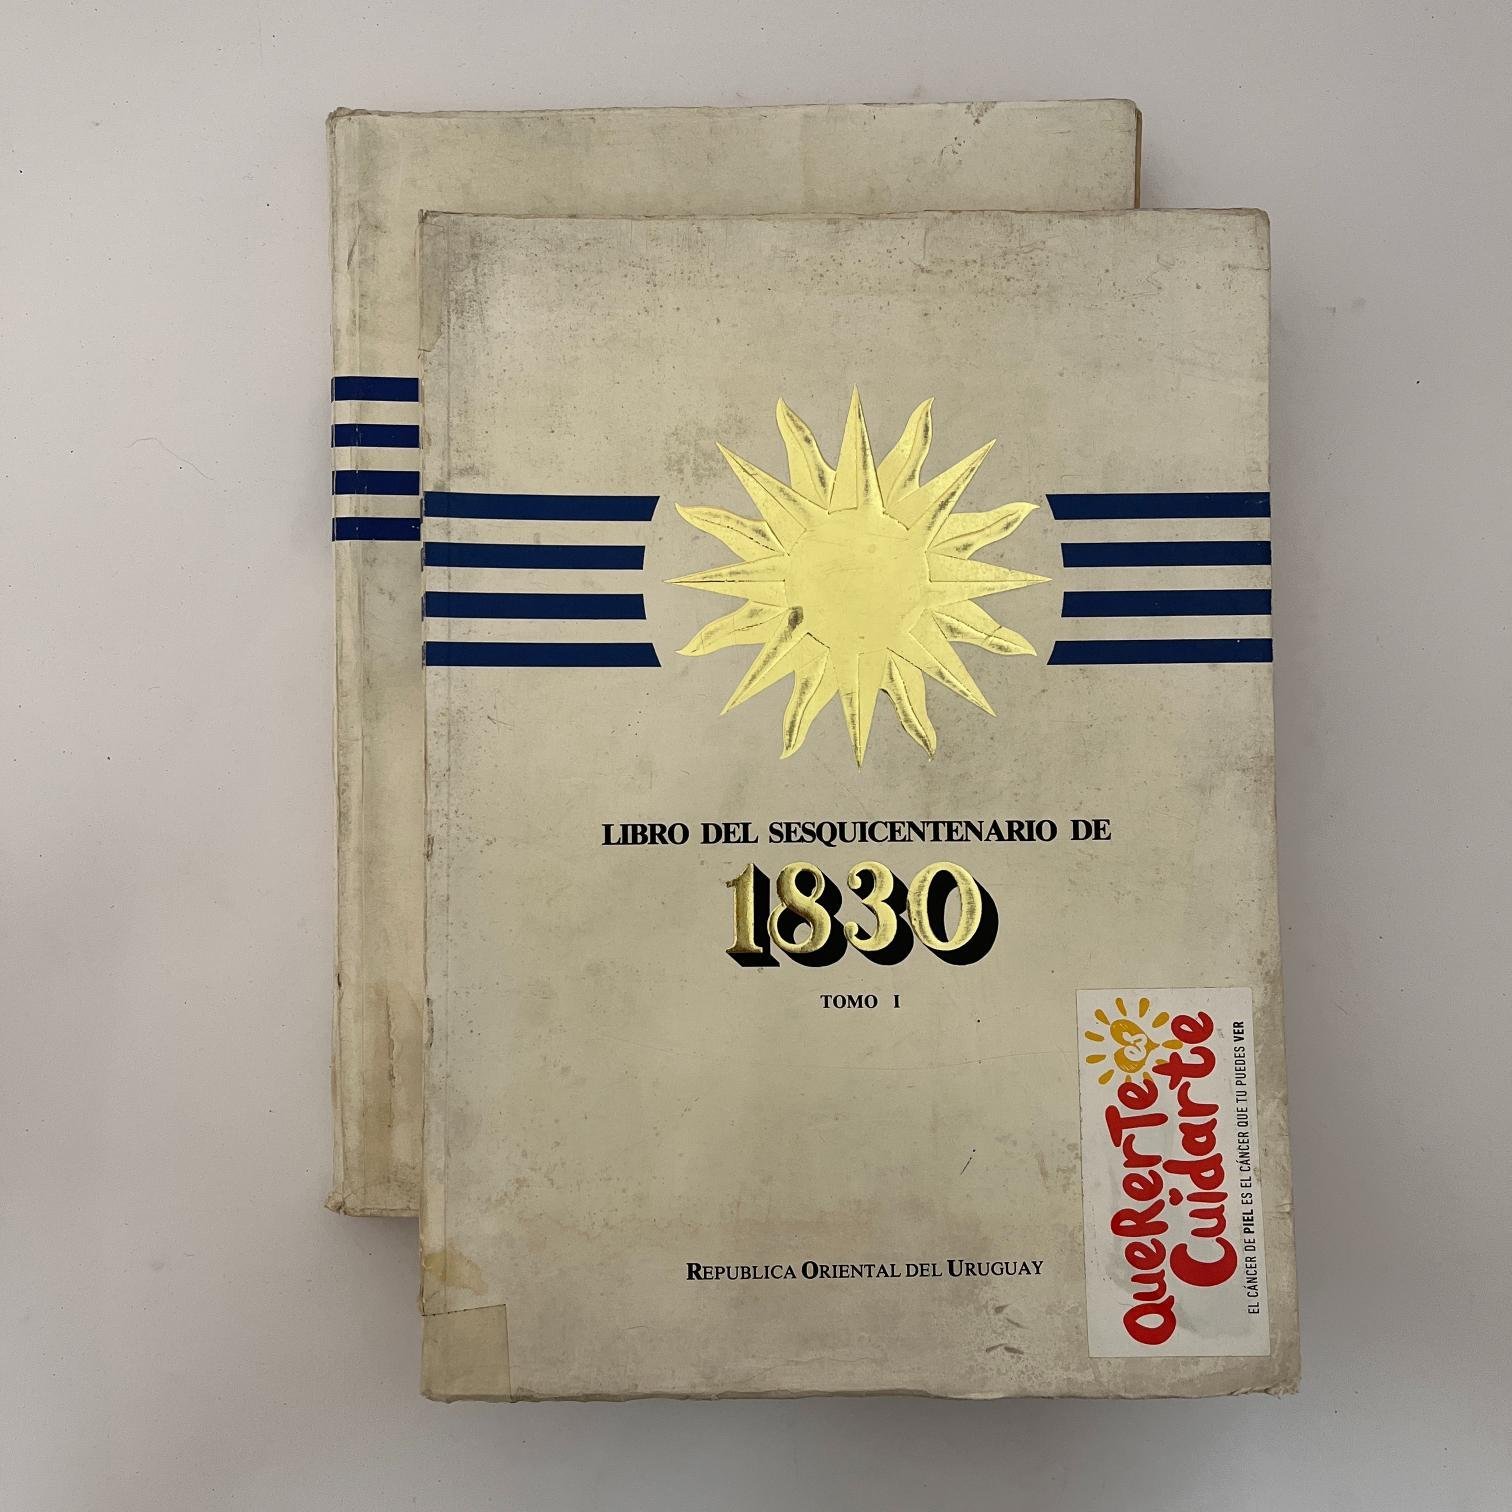 LIBRO DEL SESQUICENTENARIO DE
1830
TOMO I
REPUBLICA ORIENTAL DEL URUGUAY
QueRerTe es
Cuidarte
EL CÁNCER DE PIEL ES EL CÁNCER QUE TU PUEDES VER